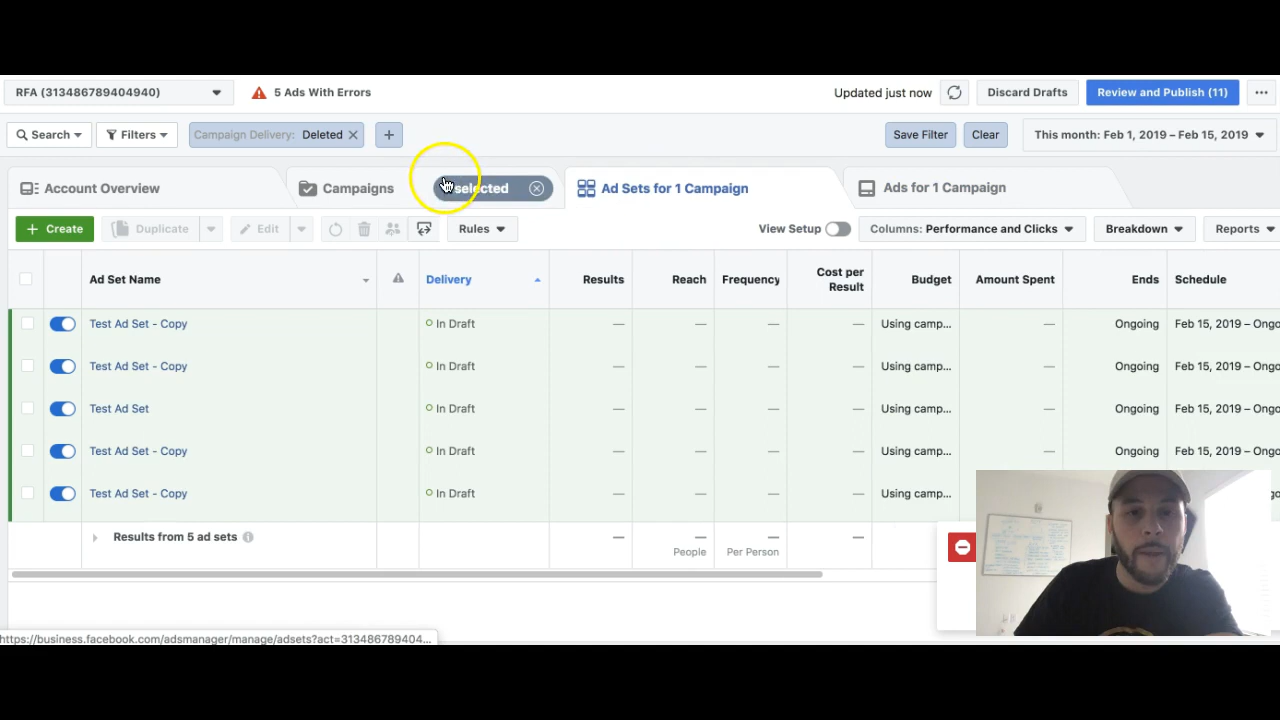 RFA (313486789404940)
5 Ads With Errors
Updated just now
Discard Drafts
Review and Publish (11)
Search
Filters
Campaign Delivery: Deleted
+
Save Filter
Clear
This month: Feb 1, 2019 – Feb 15, 2019
Account Overview
Campaigns
selected
Ad Sets for 1 Campaign
Ads for 1 Campaign
+ Create
Duplicate
Edit
Rules
View Setup
Columns: Performance and Clicks
Breakdown
Reports
Ad Set Name
Delivery
Results
Reach
Frequency
Cost per
Result
Budget
Amount Spent
Ends
Schedule
Test Ad Set - Copy In Draft — — — — Using camp... — Ongoing Feb 15, 2019 – Ongo
Test Ad Set - Copy In Draft — — — — Using camp... — Ongoing Feb 15, 2019 – Ongo
Test Ad Set In Draft — — — — Using camp... — Ongoing Feb 15, 2019 – Ongo
Test Ad Set - Copy In Draft — — — — Using camp... — Ongoing Feb 15, 2019 – Ongo
Test Ad Set - Copy In Draft — — — — Using camp...
Results from 5 ad sets — — — —
People
Per Person
https://business.facebook.com/adsmanager/manage/adsets?act=313486789404...